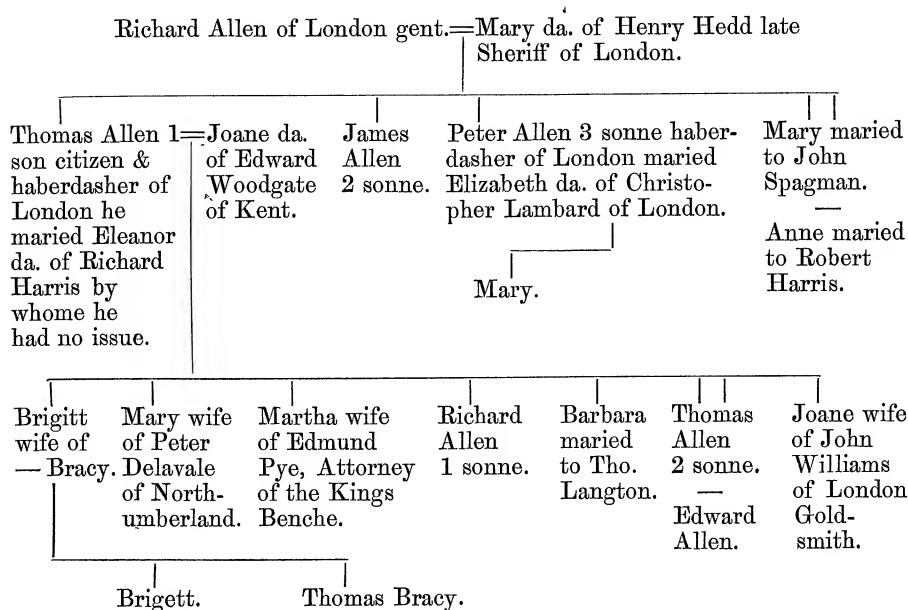 Richard Allen of London gent.=Mary da. of Henry Hedd late
Sheriff of London.
Thomas Allen 1=
son citizen &
haberdasher of
London he
maried Eleanor
da. of Richard
Harris by
whome he
had no issue.
Joane da.
of Edward
Woodgate
of Kent.
James
Allen
2 sonne.
Peter Allen 3 sonne haber-
dasher of London maried
Elizabeth da. of Christo-
pher Lambard of London.
Mary.
Mary maried
to John
Spagman.
—
Anne maried
to Robert
Harris.
Brigitt
wife of
— Bracy.
Mary wife
of Peter
Delavale
of North-
umberland.
Martha wife
of Edmund
Pye, Attorney
of the Kings
Benche.
Richard
Allen
1 sonne.
Barbara
maried
to Tho.
Langton.
Thomas
Allen
2 sonne.
—
Edward
Allen.
Joane wife
of John
Williams
of London
Gold-
smith.
Brigett.
Thomas Bracy.